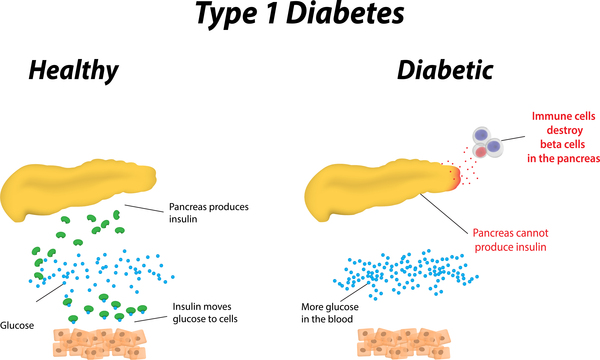 Type 1 Diabetes
Healthy
Diabetic
Immune cells
destroy
beta cells
in the pancreas
Pancreas produces
insulin
Pancreas cannot
produce insulin
Glucose
Insulin moves
glucose to cells
More glucose
in the blood